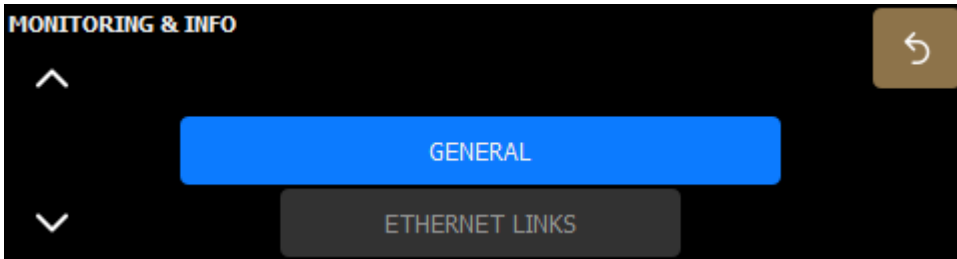 MONITORING & INFO
GENERAL
ETHERNET LINKS